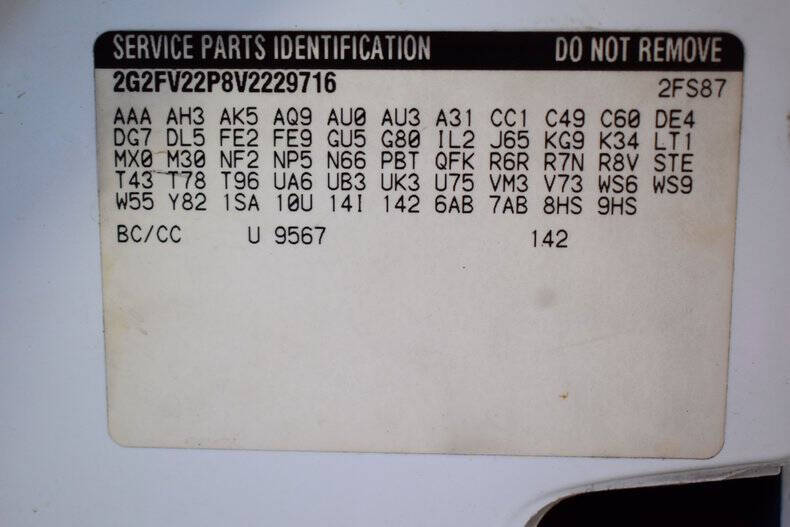 SERVICE PARTS IDENTIFICATION DO NOT REMOVE
2G2FV22P8V2229716 2FS87
AAA AH3 AK5 AQ9 AU0 AU3 A31 CC1 C49 C60 DE4
DG7 DL5 FE2 FE9 GU5 G80 IL2 J65 KG9 K34 LT1
MX0 M30 NF2 NP5 N66 PBT QFK R6R R7N R8V STE
T43 T78 T96 UA6 UB3 UK3 U75 VM3 V73 WS6 WS9
W55 Y82 1SA 10U 14I 142 6AB 7AB 8HS 9HS
BC/CC U 9567 142